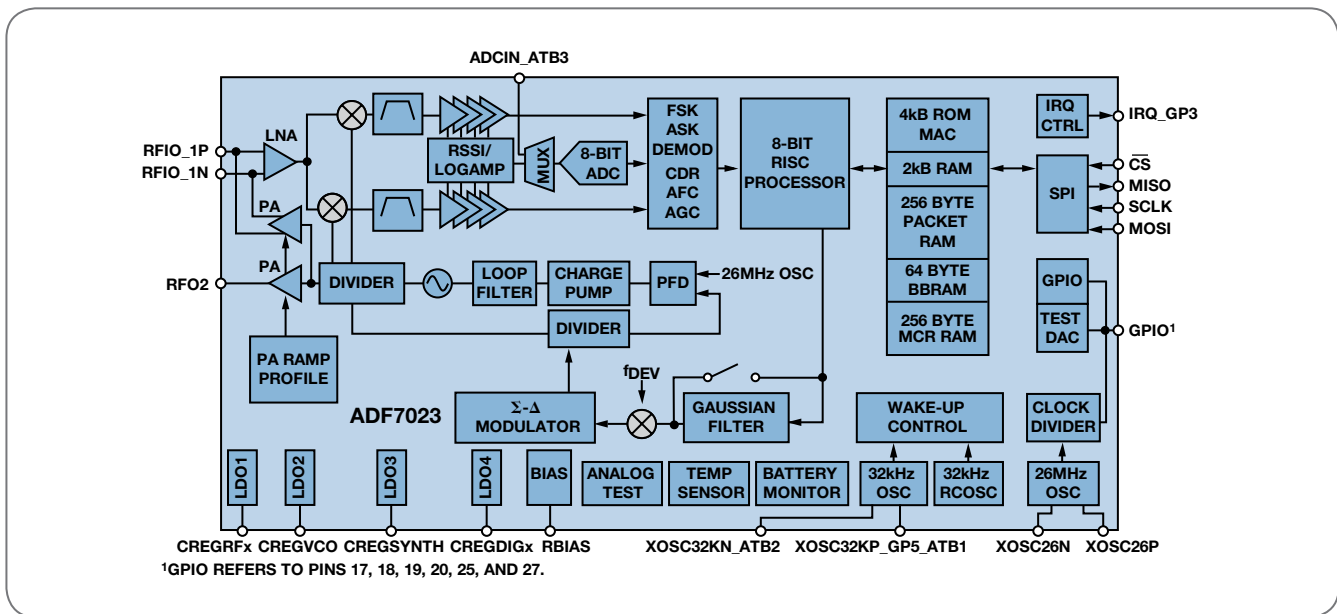 ADCIN_ATB3
LNA
RFIO_1P
RFIO_1N
PA
PA
RFO2
RSSI/
LOGAMP
MUX
8-BIT
ADC
FSK
ASK
DEMOD
CDR
AFC
AGC
8-BIT
RISC
PROCESSOR
4kB ROM
MAC
2kB RAM
256 BYTE
PACKET
RAM
64 BYTE
BBRAM
256 BYTE
MCR RAM
IRQ
CTRL
IRQ_GP3
SPI
CS
MISO
SCLK
MOSI
GPIO
TEST
DAC
GPIO¹
DIVIDER
LOOP
FILTER
CHARGE
PUMP
PFD
26MHz OSC
DIVIDER
PA RAMP
PROFILE
ADF7023
Σ-Δ
MODULATOR
fDEV
GAUSSIAN
FILTER
WAKE-UP
CONTROL
CLOCK
DIVIDER
LDO1
LDO2
LDO3
LDO4
BIAS
ANALOG
TEST
TEMP
SENSOR
BATTERY
MONITOR
32kHz
OSC
32kHz
RCOSC
26MHz
OSC
CREGRFx
CREGVCO
CREGSYNTH
CREGDIGx
RBIAS
XOSC32KN_ATB2
XOSC32KP_GP5_ATB1
XOSC26N
XOSC26P
¹GPIO REFERS TO PINS 17, 18, 19, 20, 25, AND 27.